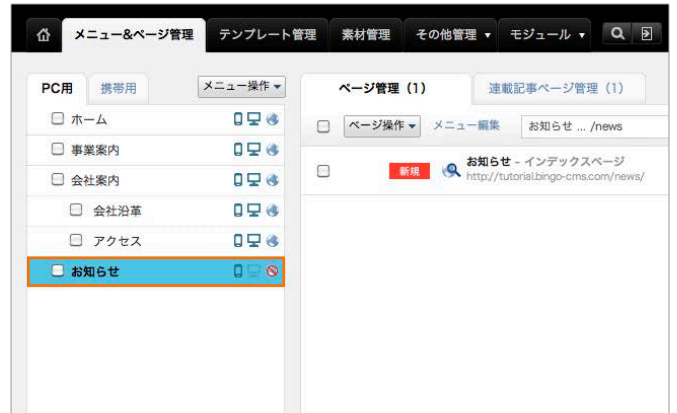 メニュー&ページ管理 テンプレート管理 素材管理 その他管理 ▼ モジュール ▼
PC用 携帯用 メニュー操作▼
ホーム
事業案内
会社案内
会社沿革
アクセス
お知らせ
ページ管理（1） 連載記事ページ管理（1）
ページ操作▼ メニュー編集 お知らせ ... /news
新規 お知らせ - インデックスページ
http://tutorial.bingo-cms.com/news/